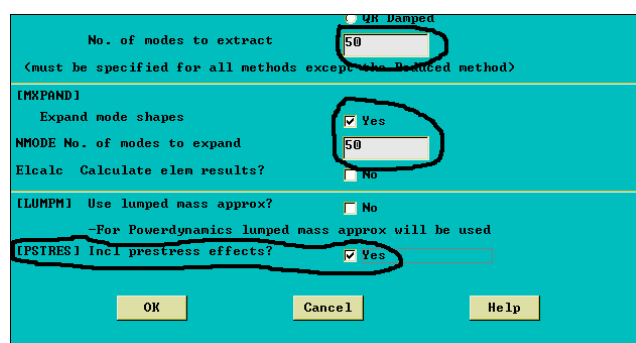 QR Damped
No. of modes to extract 50
(must be specified for all methods except the Reduced method)
[MXPAND]
Expand mode shapes Yes
NMODE No. of modes to expand 50
Elcalc Calculate elem results? No
[LUMPM] Use lumped mass approx? No
-For Powerdynamics lumped mass approx will be used
[PSTRES] Incl prestress effects? Yes
OK Cancel Help